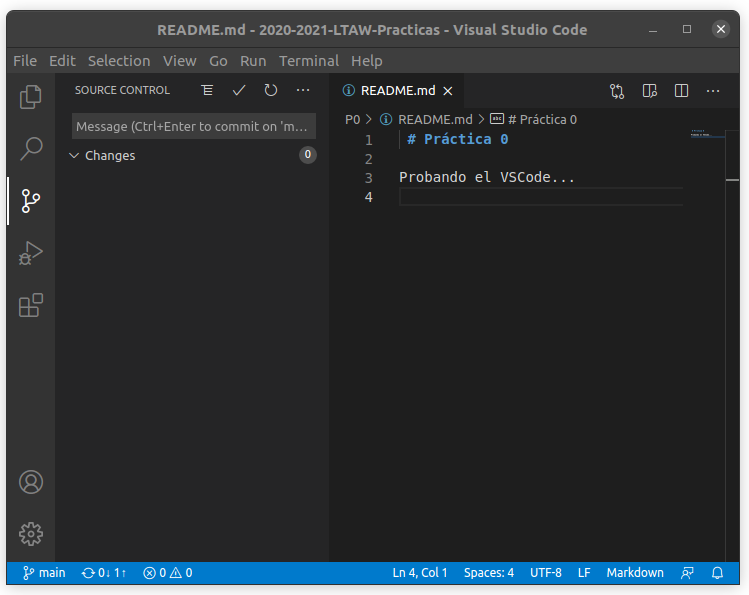 README.md - 2020-2021-LTAW-Practicas - Visual Studio Code
File Edit Selection View Go Run Terminal Help
SOURCE CONTROL
README.md
Message (Ctrl+Enter to commit on 'm...
P0 > README.md > # Práctica 0
Changes 0
1 # Práctica 0
2
3 Probando el VSCode...
4
main 0↓ 1↑ 0 0 Ln 4, Col 1 Spaces: 4 UTF-8 LF Markdown